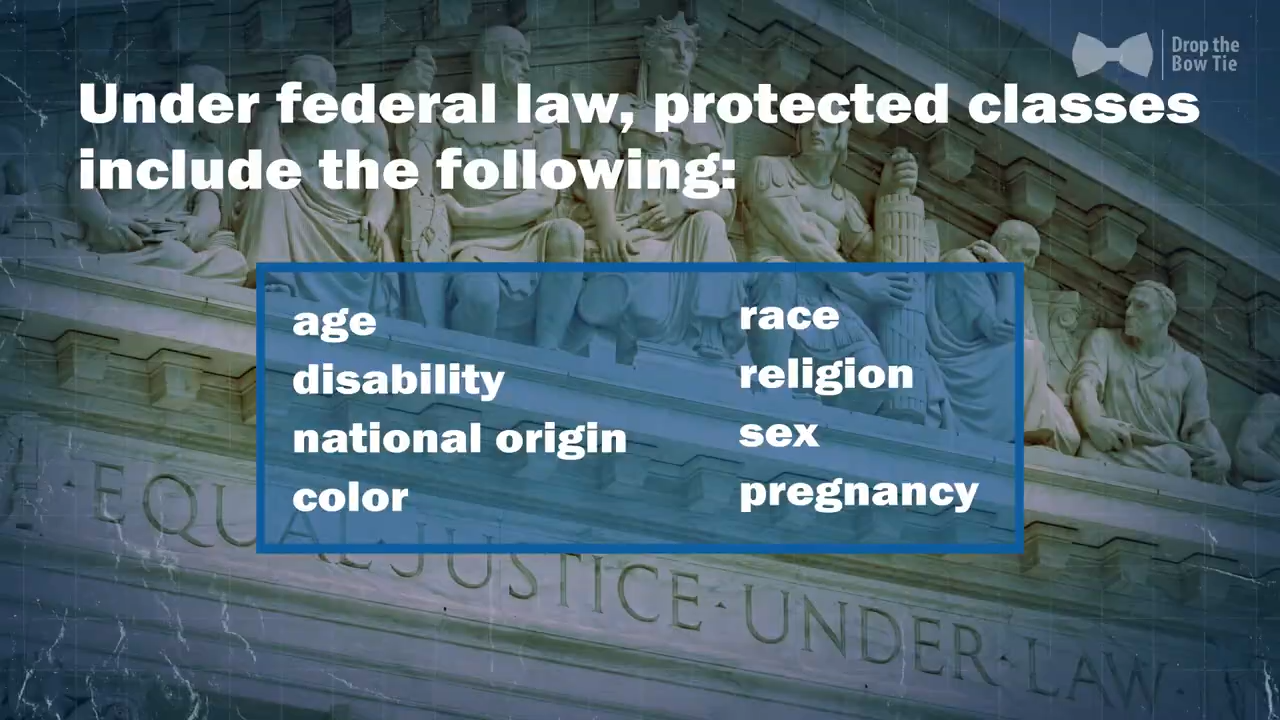 Drop the
Bow Tie
Under federal law, protected classes
include the following:
age
disability
national origin
color
race
religion
sex
pregnancy
EQUAL·JUSTICE·UNDER·LAW·